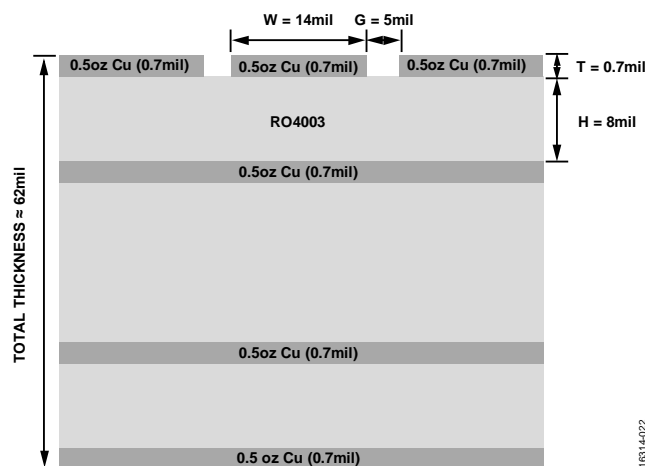 W = 14mil G = 5mil
0.5oz Cu (0.7mil) 0.5oz Cu (0.7mil) 0.5oz Cu (0.7mil)
T = 0.7mil
RO4003
H = 8mil
0.5oz Cu (0.7mil)
TOTAL THICKNESS ≈ 62mil
0.5oz Cu (0.7mil)
0.5 oz Cu (0.7mil)
16314-022